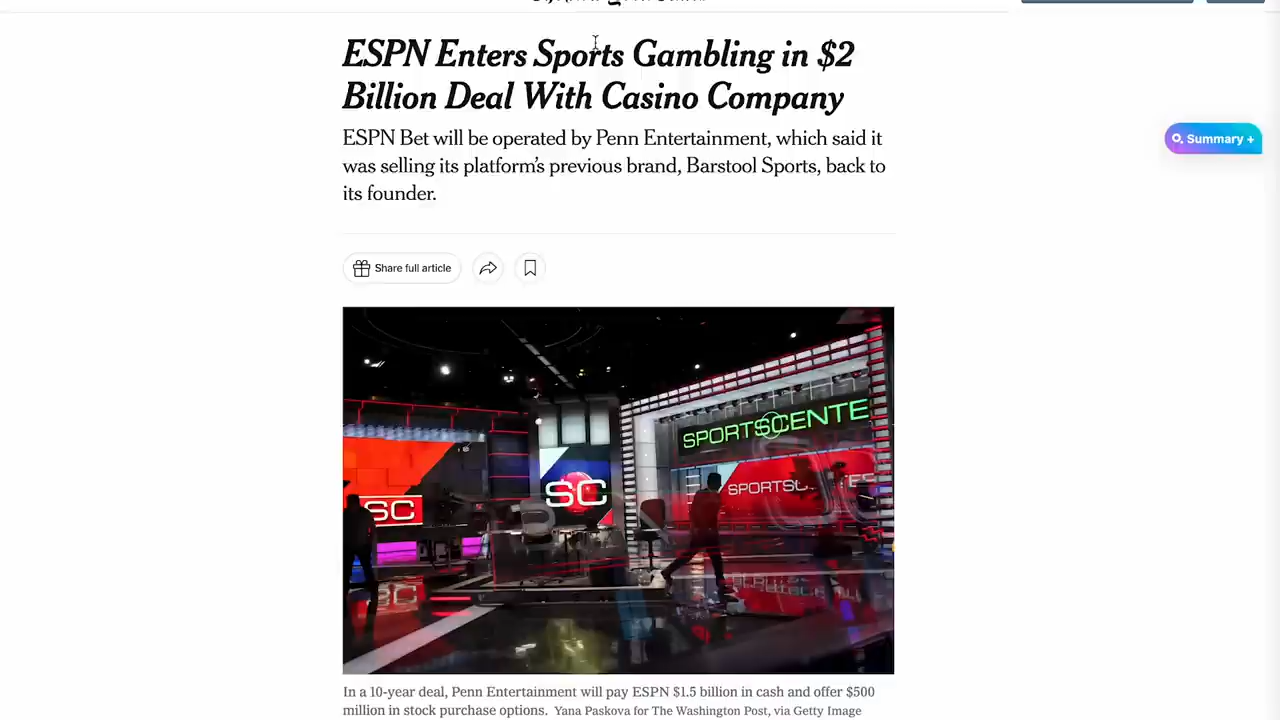 ESPN Enters Sports Gambling in $2
Billion Deal With Casino Company
ESPN Bet will be operated by Penn Entertainment, which said it
was selling its platform’s previous brand, Barstool Sports, back to
its founder.
Summary +
Share full article
SPORTSCENTE
SC
SC
In a 10-year deal, Penn Entertainment will pay ESPN $1.5 billion in cash and offer $500
million in stock purchase options. Yana Paskova for The Washington Post, via Getty Image